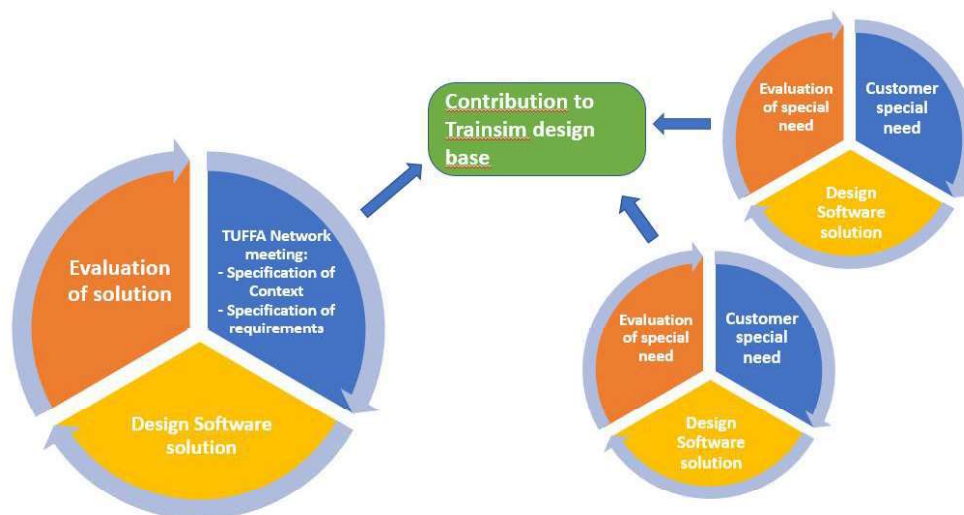 Contribution to
Trainsim design
base
Evaluation
of solution
TUFFA Network
meeting:
- Specification of
Context
- Specification of
requirements
Design Software
solution
Evaluation
of special
need
Customer
special
need
Design
Software
solution
Evaluation
of special
need
Customer
special
need
Design
Software
solution